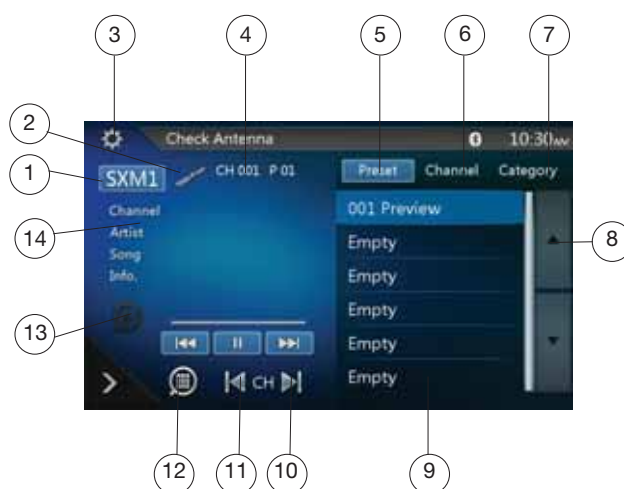 3 4 5 6 7
2 Check Antenna 10:30AM
1 SXM1 CH 001 P 01 Preset Channel Category
Channel 001 Preview
14 Artist Empty 8
Song Empty
Info. Empty
13 Empty
CH Empty
12 11 10 9